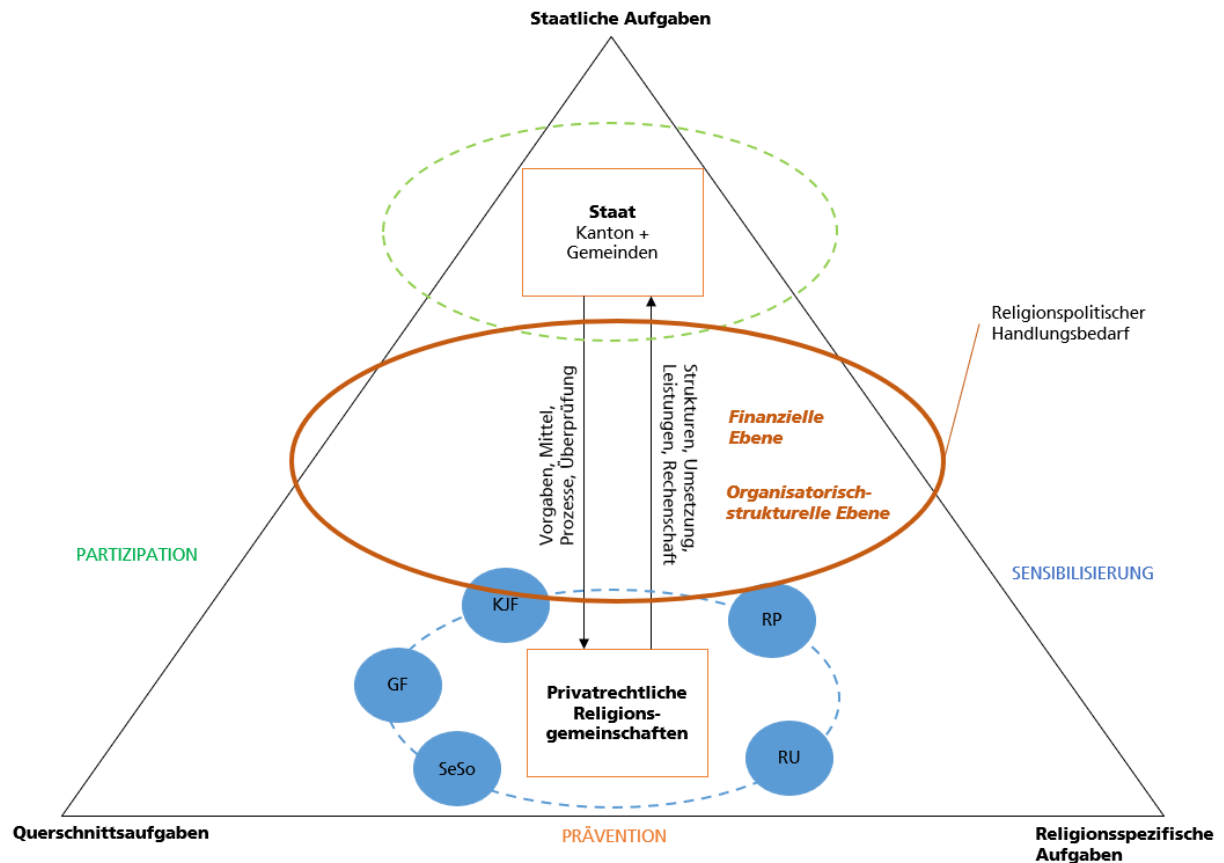 Staatliche Aufgaben
Staat
Kanton +
Gemeinden
Religionspolitischer
Handlungsbedarf
Vorgaben, Mittel,
Prozesse, Überprüfung
Strukturen, Umsetzung,
Leistungen, Rechenschaft
Finanzielle
Ebene
Organisatorisch-
strukturelle Ebene
PARTIZIPATION
SENSIBILISIERUNG
KJF
RP
GF
Privatrechtliche
Religions-
gemeinschaften
SeSo
RU
Querschnittsaufgaben
PRÄVENTION
Religionsspezifische
Aufgaben